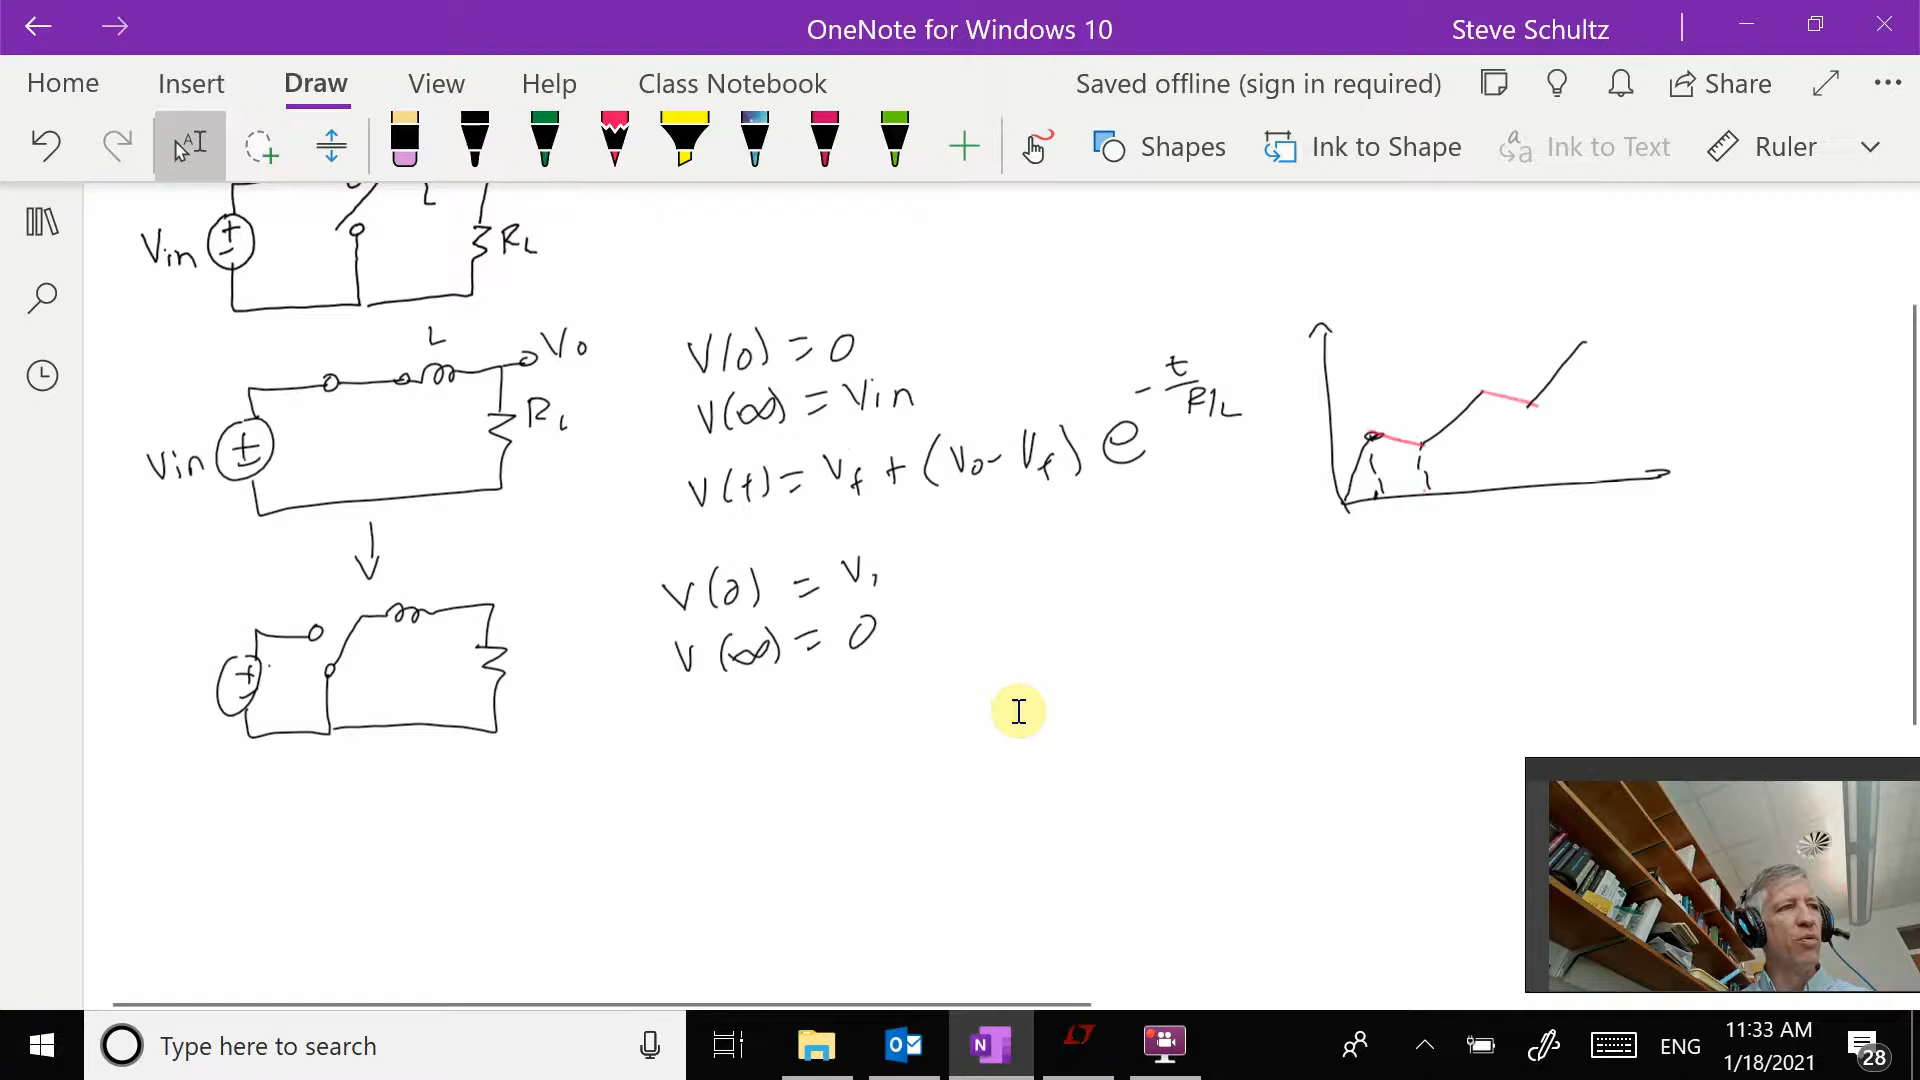 OneNote for Windows 10
Steve Schultz
Home Insert Draw View Help Class Notebook
Saved offline (sign in required) Share
Shapes Ink to Shape Ink to Text Ruler
L
Vin + − RL
L
Vo
RL
Vin
V(0) = 0
V(∞) = Vin
V(t) = Vf + (Vo - Vf) e^-t/R/L
V(0) = V1
V(∞) = 0
Type here to search
ENG
11:33 AM
1/18/2021
28